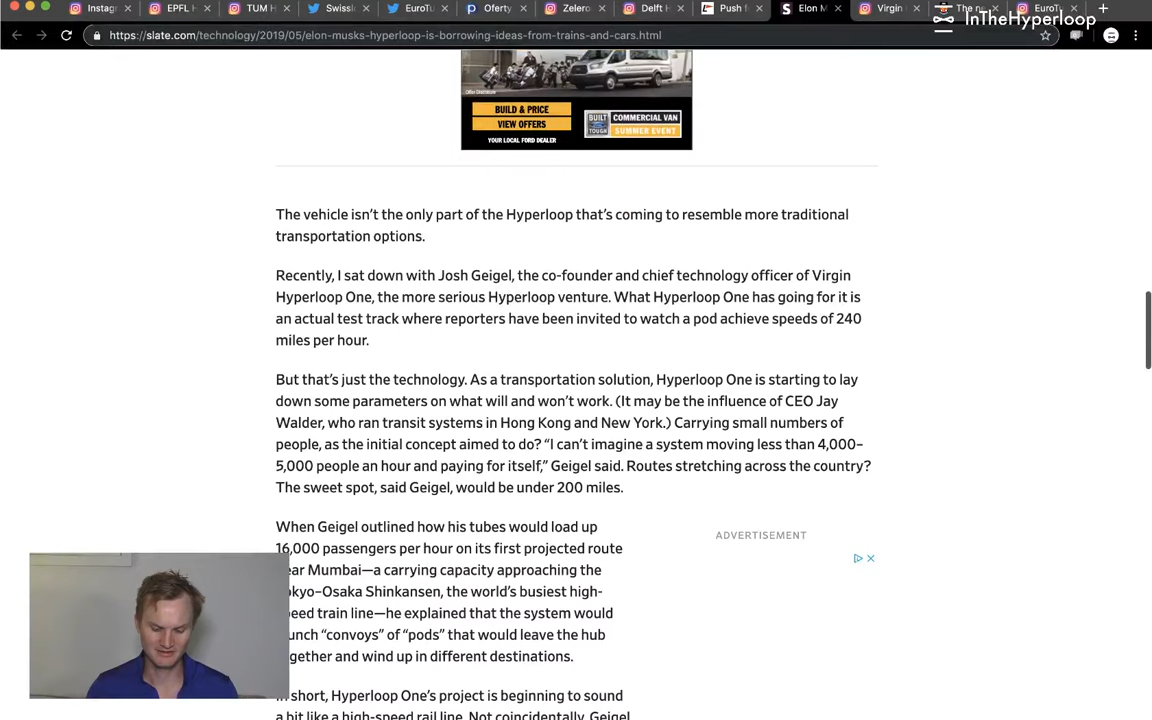 Instagr
EPFL H
TUM H
Swissl
EuroTu
Oferty
Zelero
Delft H
Push f
Elon M
Virgin
The n
EuroTu
InTheHyperloop
https://slate.com/technology/2019/05/elon-musks-hyperloop-is-borrowing-ideas-from-trains-and-cars.html
Offer Disclosure
BUILD & PRICE
VIEW OFFERS
YOUR LOCAL FORD DEALER
BUILT
Ford
TOUGH
COMMERCIAL VAN
SUMMER EVENT
The vehicle isn't the only part of the Hyperloop that's coming to resemble more traditional
transportation options.
Recently, I sat down with Josh Geigel, the co-founder and chief technology officer of Virgin
Hyperloop One, the more serious Hyperloop venture. What Hyperloop One has going for it is
an actual test track where reporters have been invited to watch a pod achieve speeds of 240
miles per hour.
But that's just the technology. As a transportation solution, Hyperloop One is starting to lay
down some parameters on what will and won't work. (It may be the influence of CEO Jay
Walder, who ran transit systems in Hong Kong and New York.) Carrying small numbers of
people, as the initial concept aimed to do? “I can't imagine a system moving less than 4,000–
5,000 people an hour and paying for itself,” Geigel said. Routes stretching across the country?
The sweet spot, said Geigel, would be under 200 miles.
When Geigel outlined how his tubes would load up
16,000 passengers per hour on its first projected route
ear Mumbai—a carrying capacity approaching the
okyo–Osaka Shinkansen, the world's busiest high-
peed train line—he explained that the system would
unch “convoys” of “pods” that would leave the hub
ogether and wind up in different destinations.
ADVERTISEMENT
n short, Hyperloop One's project is beginning to sound
a bit like a high-speed rail line. Not coincidentally, Geigel